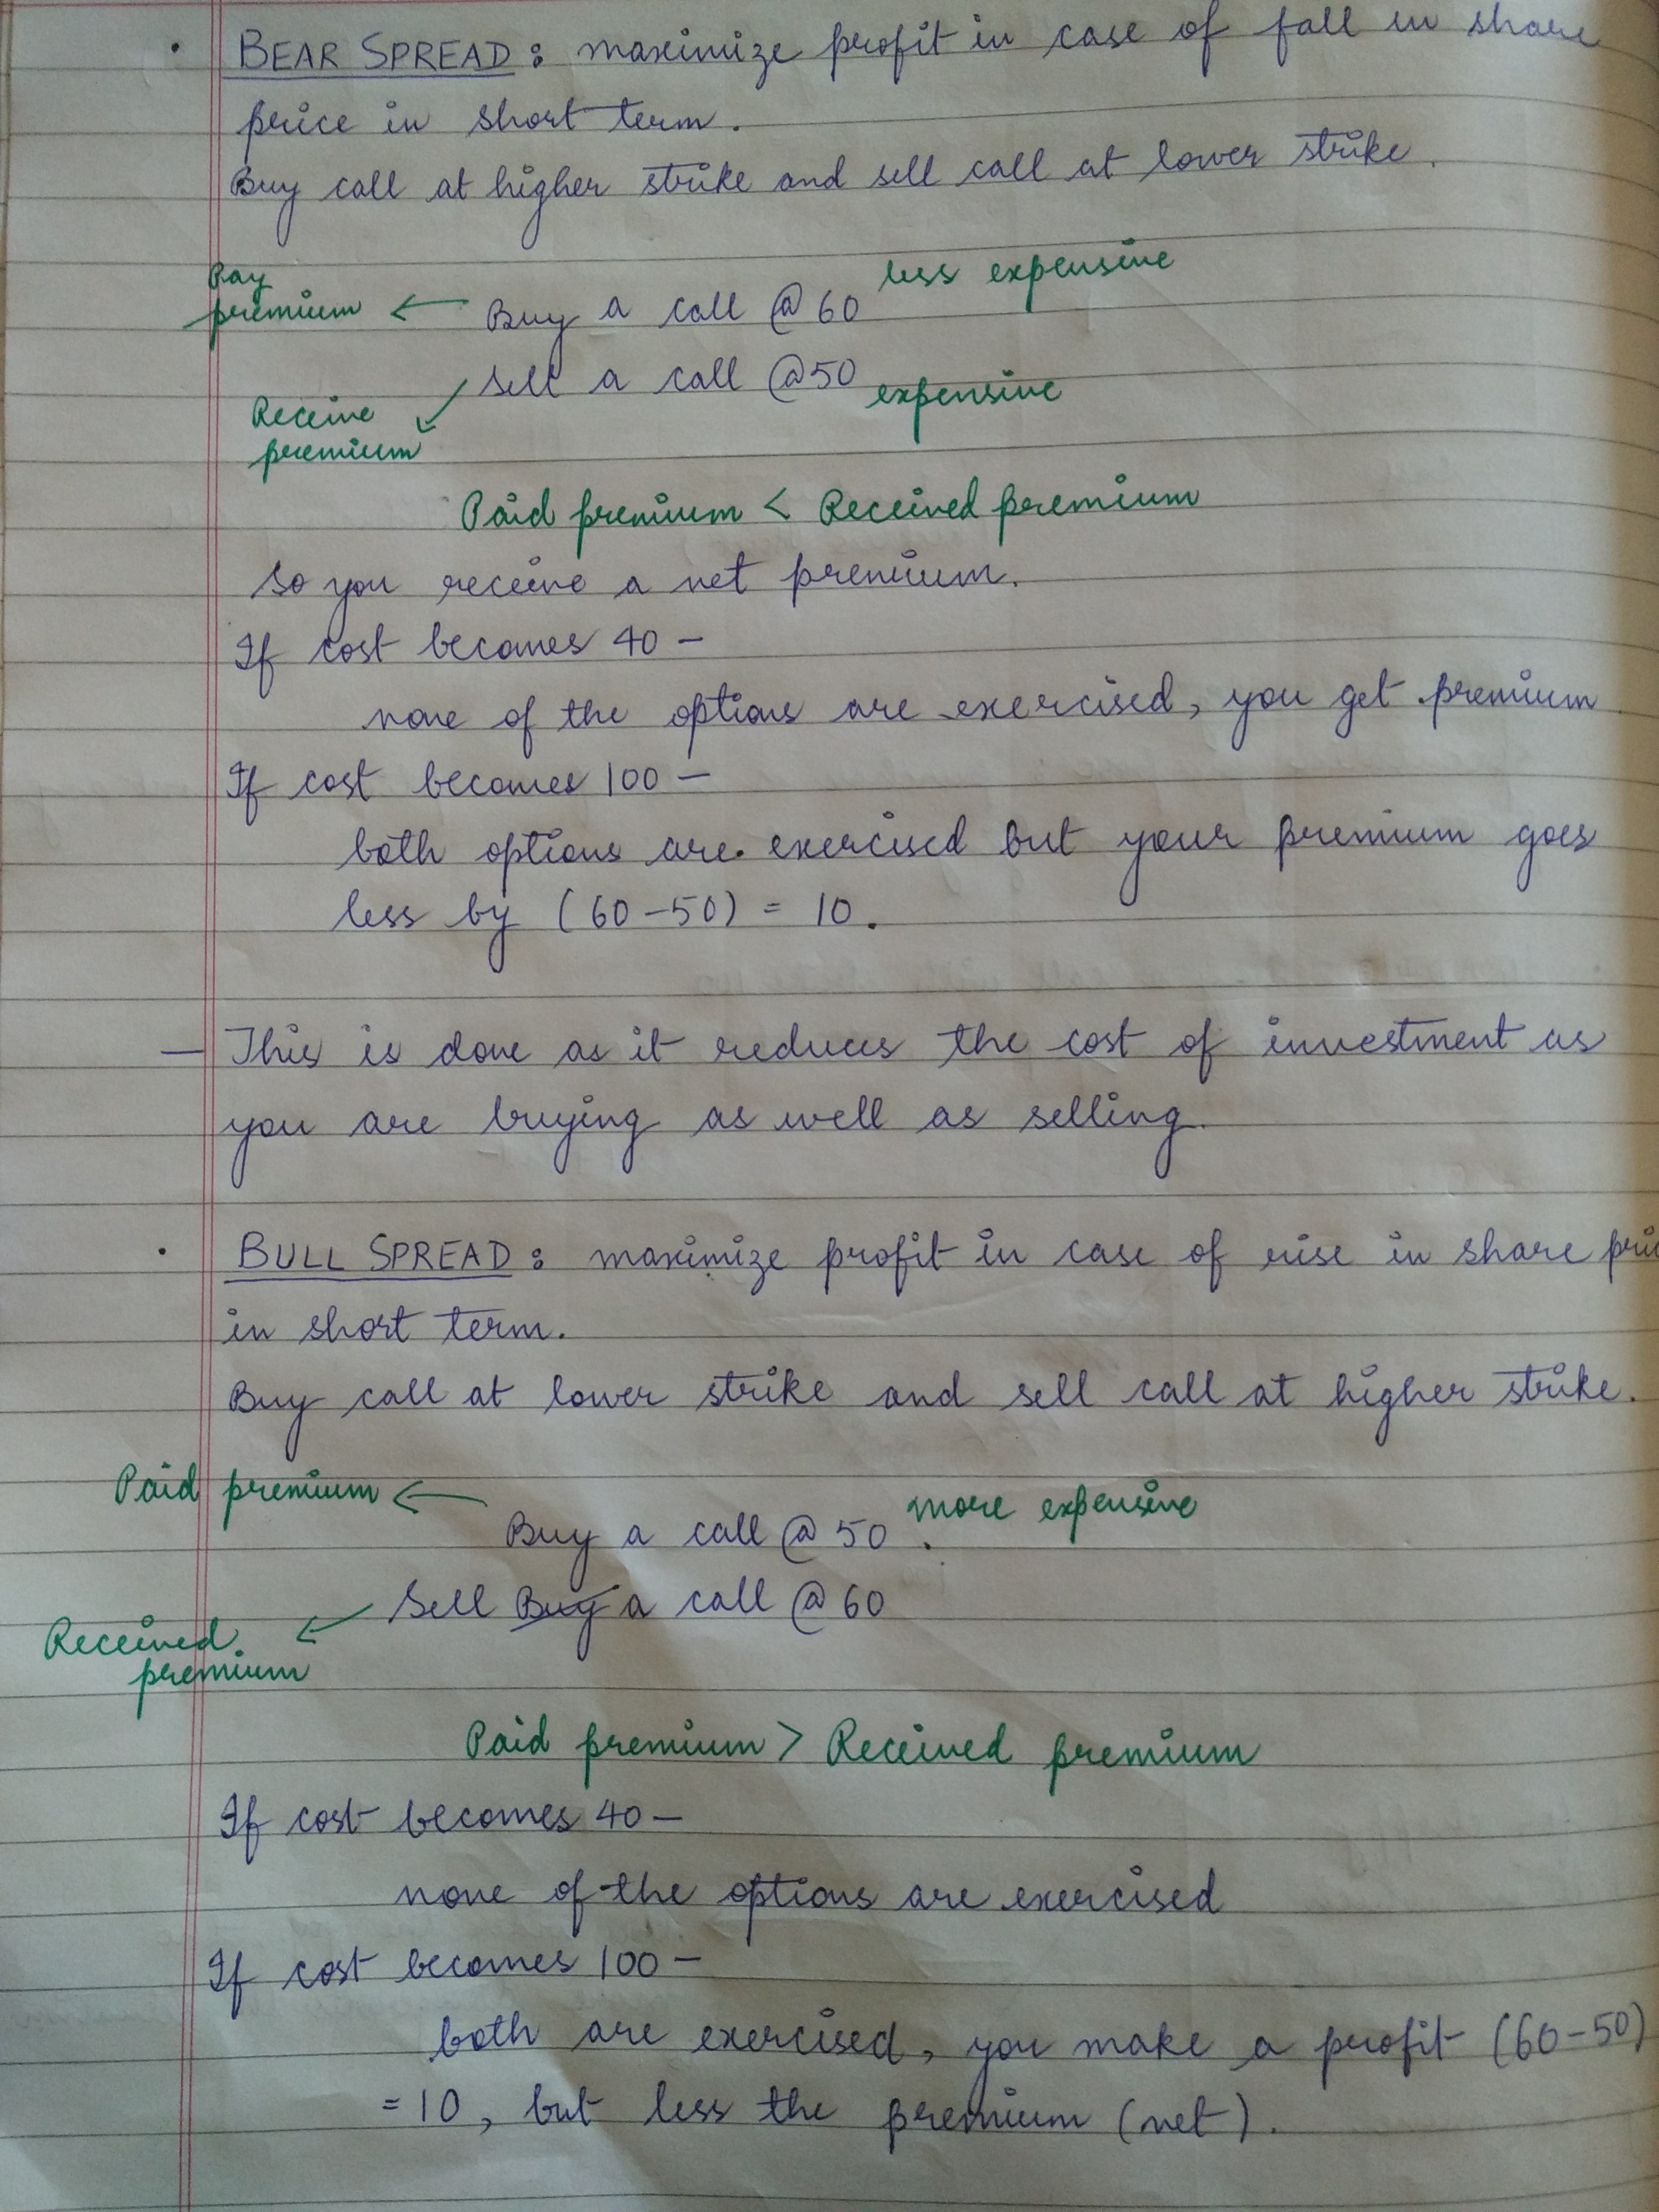 • BEAR SPREAD : maximize profit in case of fall in share
price in short term.
Buy call at higher strike and sell call at lower strike.
Pay
premium ← Buy a call @ 60 less expensive
Sell a call @50 expensive
Receive
premium
Paid premium < Received premium
So you receive a net premium.
If cost becomes 40 –
none of the options are exercised, you get premium
If cost becomes 100 –
both options are exercised but your premium goes
less by (60-50) = 10.
– This is done as it reduces the cost of investment as
you are buying as well as selling.
• BULL SPREAD : maximize profit in case of rise in share pric
in short term.
Buy call at lower strike and sell call at higher strike.
Paid premium ← Buy a call @ 50. more expensive
Sell Buy a call @ 60
Received
premium
Paid premium > Received premium
If cost becomes 40 –
none of the options are exercised
If cost becomes 100 –
both are exercised, you make a profit (60-50)
= 10, but less the premium (net).